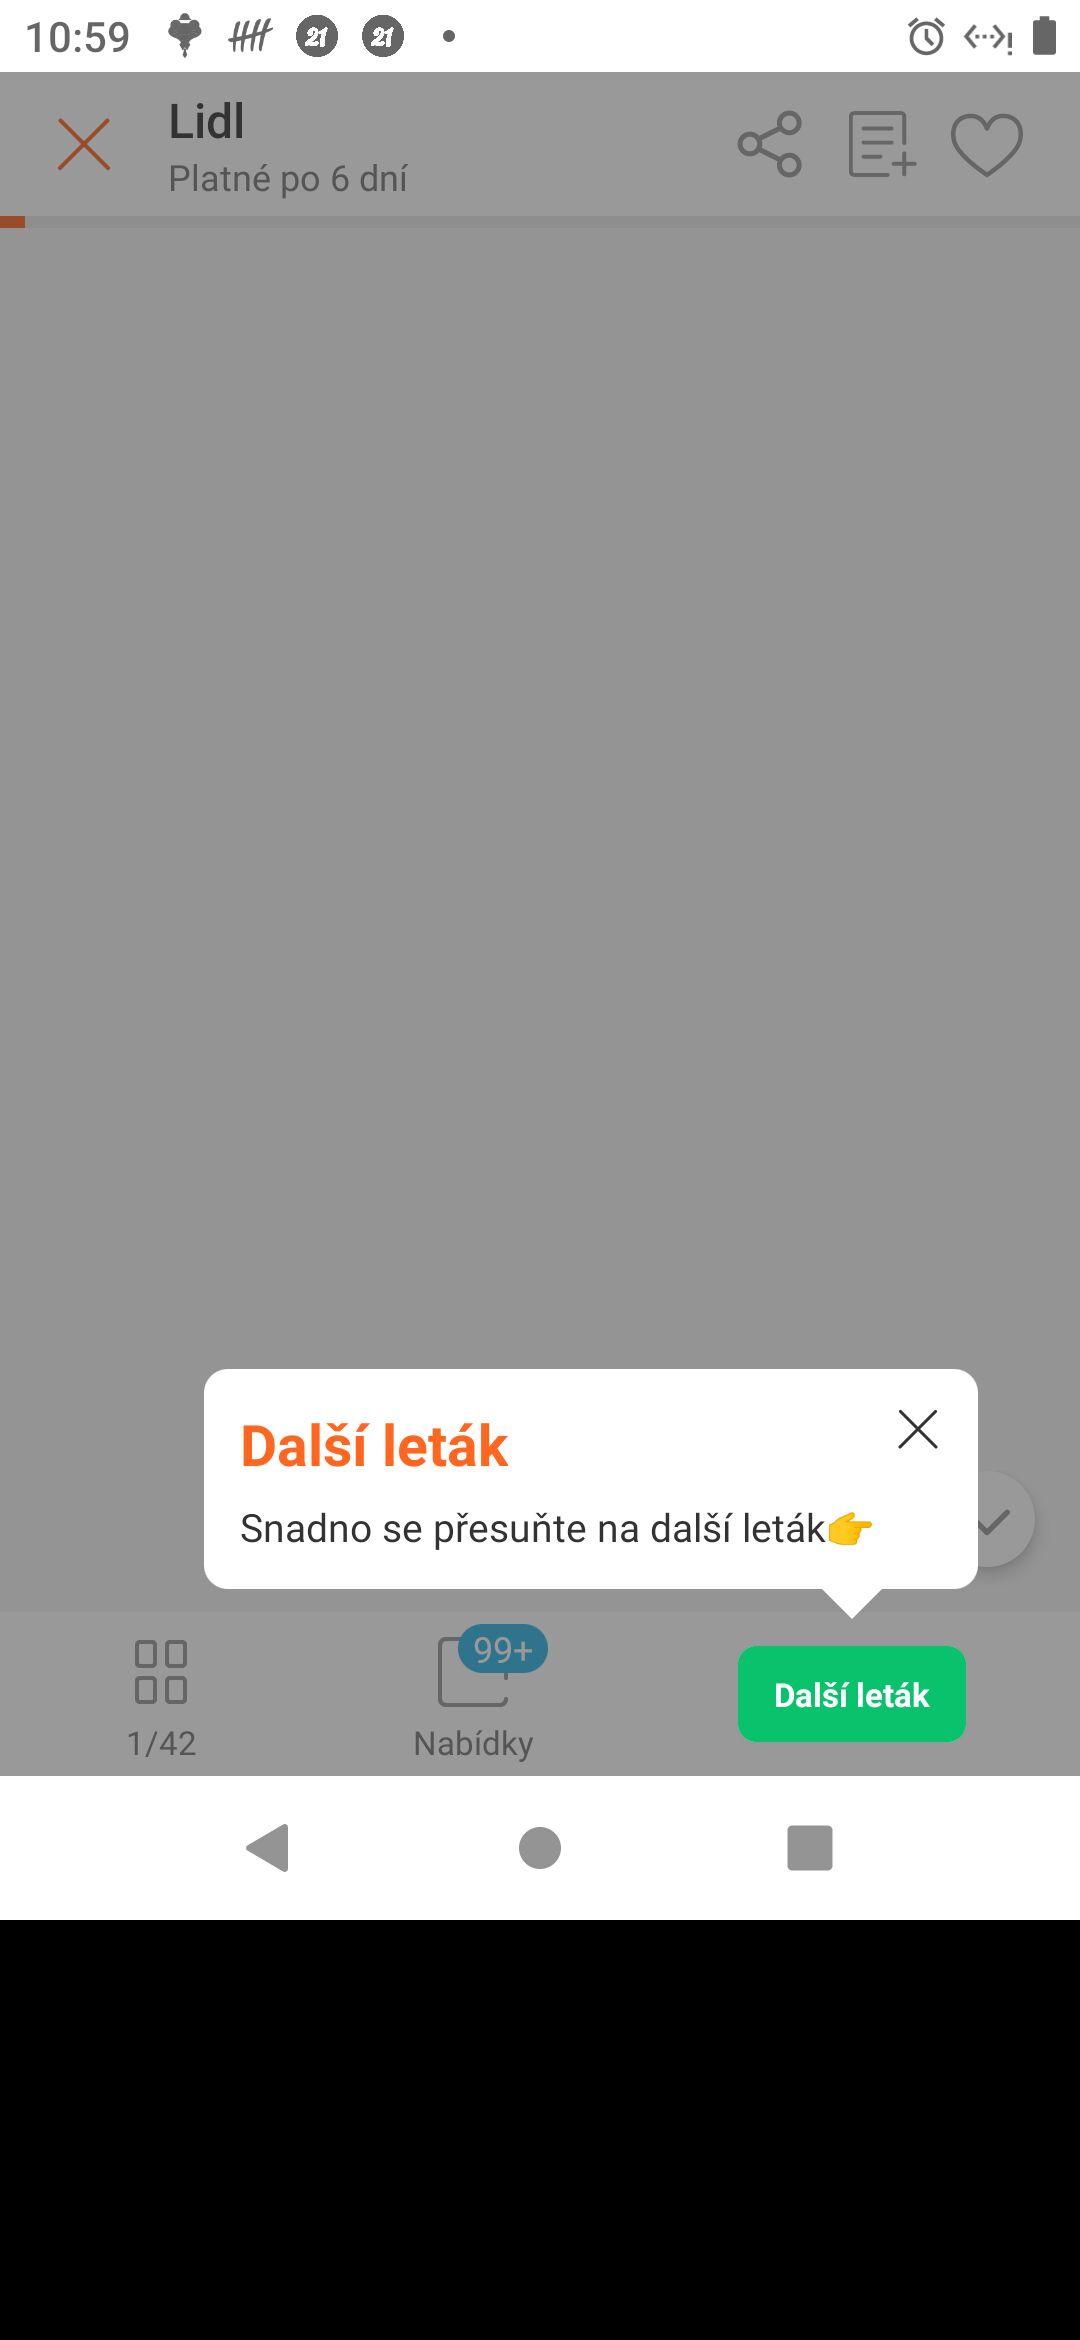 10:59
21 21
Lidl
Platné po 6 dní
Další leták
Snadno se přesuňte na další leták👉
99+
Další leták
1/42
Nabídky